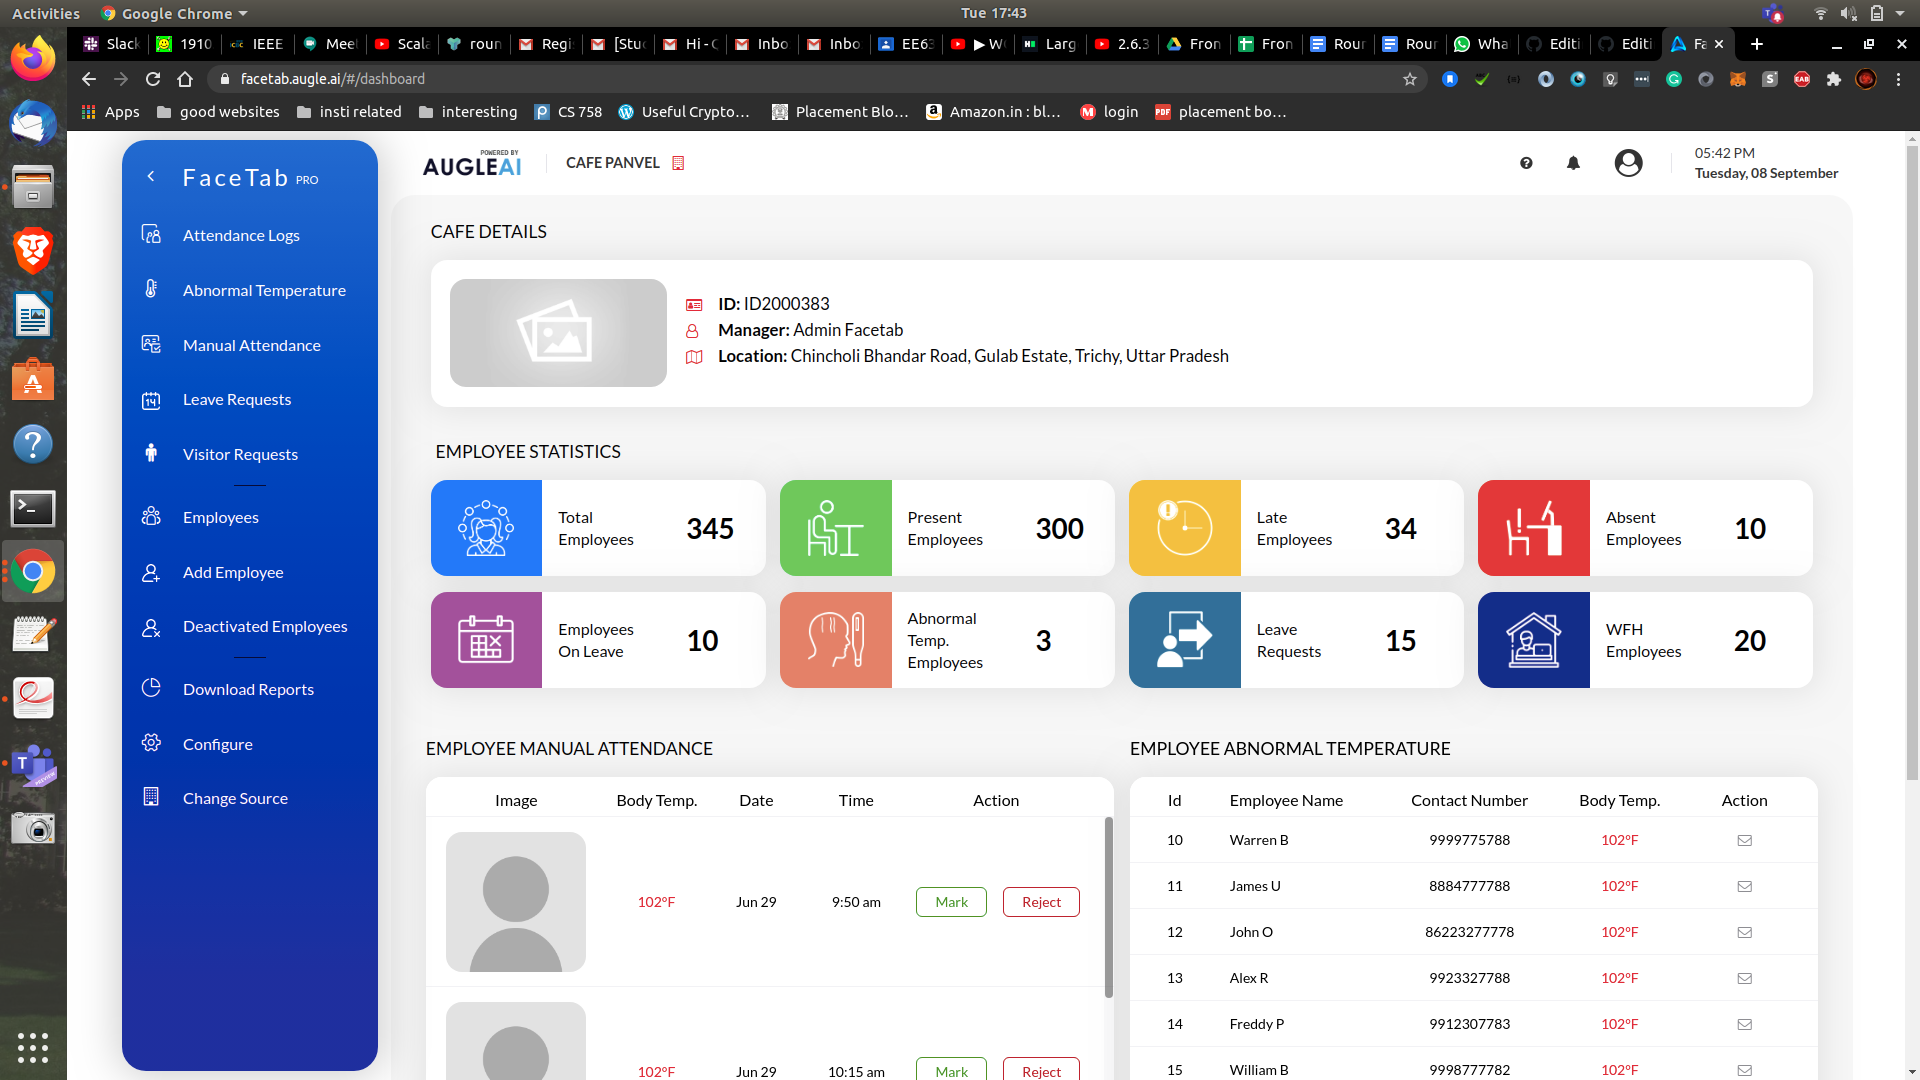 Activities
Google Chrome
Tue 17:43
Slack
1910
IEEE
Meet
Scala
roun
Regi
[Stu
Hi - C
Inbo
Inbo
EE63
Larg
2.6.3
Fron
Fron
Rour
Rour
Wha
Editi
Editi
Fa
facetab.augle.ai/#/dashboard
Apps
good websites
insti related
interesting
CS 758
Useful Crypto...
Placement Blo...
Amazon.in : bl...
login
placement bo...
FaceTab PRO
Attendance Logs
Abnormal Temperature
Manual Attendance
Leave Requests
Visitor Requests
Employees
Add Employee
Deactivated Employees
Download Reports
Configure
Change Source
POWERED BY
AUGLEAI
CAFE PANVEL
05:42 PM
Tuesday, 08 September
CAFE DETAILS
ID: ID2000383
Manager: Admin Facetab
Location: Chincholi Bhandar Road, Gulab Estate, Trichy, Uttar Pradesh
EMPLOYEE STATISTICS
Total
Employees
345
Present
Employees
300
Late
Employees
34
Absent
Employees
10
Employees
On Leave
10
Abnormal
Temp.
Employees
3
Leave
Requests
15
WFH
Employees
20
EMPLOYEE MANUAL ATTENDANCE
Image Body Temp. Date Time Action
102°F Jun 29 9:50 am Mark Reject
102°F Jun 29 10:15 am Mark Reject
EMPLOYEE ABNORMAL TEMPERATURE
Id Employee Name Contact Number Body Temp. Action
10 Warren B 9999775788 102°F
11 James U 8884777788 102°F
12 John O 86223277778 102°F
13 Alex R 9923327788 102°F
14 Freddy P 9912307783 102°F
15 William B 9998777782 102°F